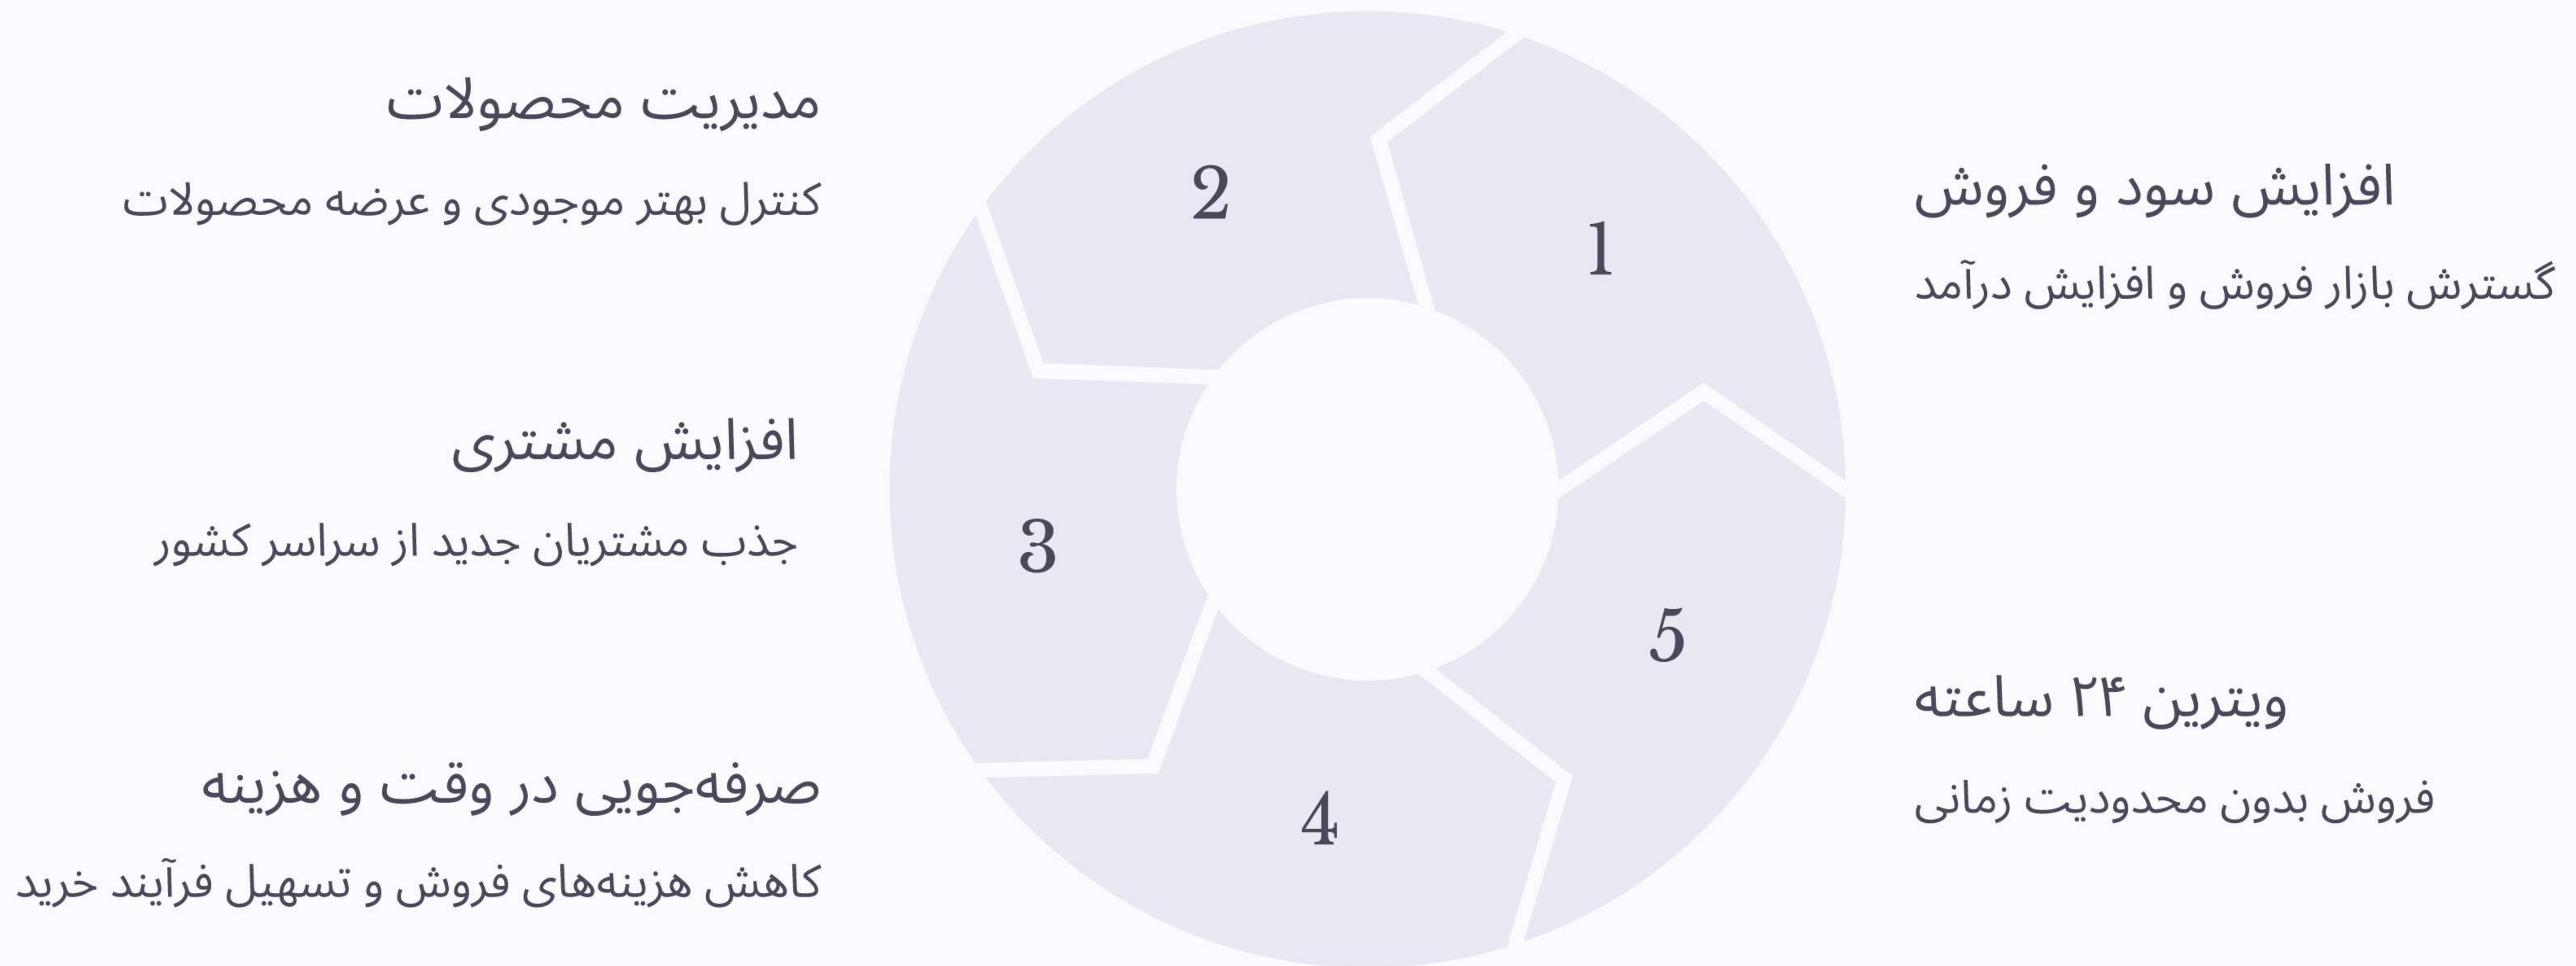 افزایش سود و فروش
گسترش بازار فروش و افزایش درآمد
1
مدیریت محصولات
کنترل بهتر موجودی و عرضه محصولات
2
افزایش مشتری
جذب مشتریان جدید از سراسر کشور
3
صرفه‌جویی در وقت و هزینه
کاهش هزینه‌های فروش و تسهیل فرآیند خرید
4
ویترین ۲۴ ساعته
فروش بدون محدودیت زمانی
5